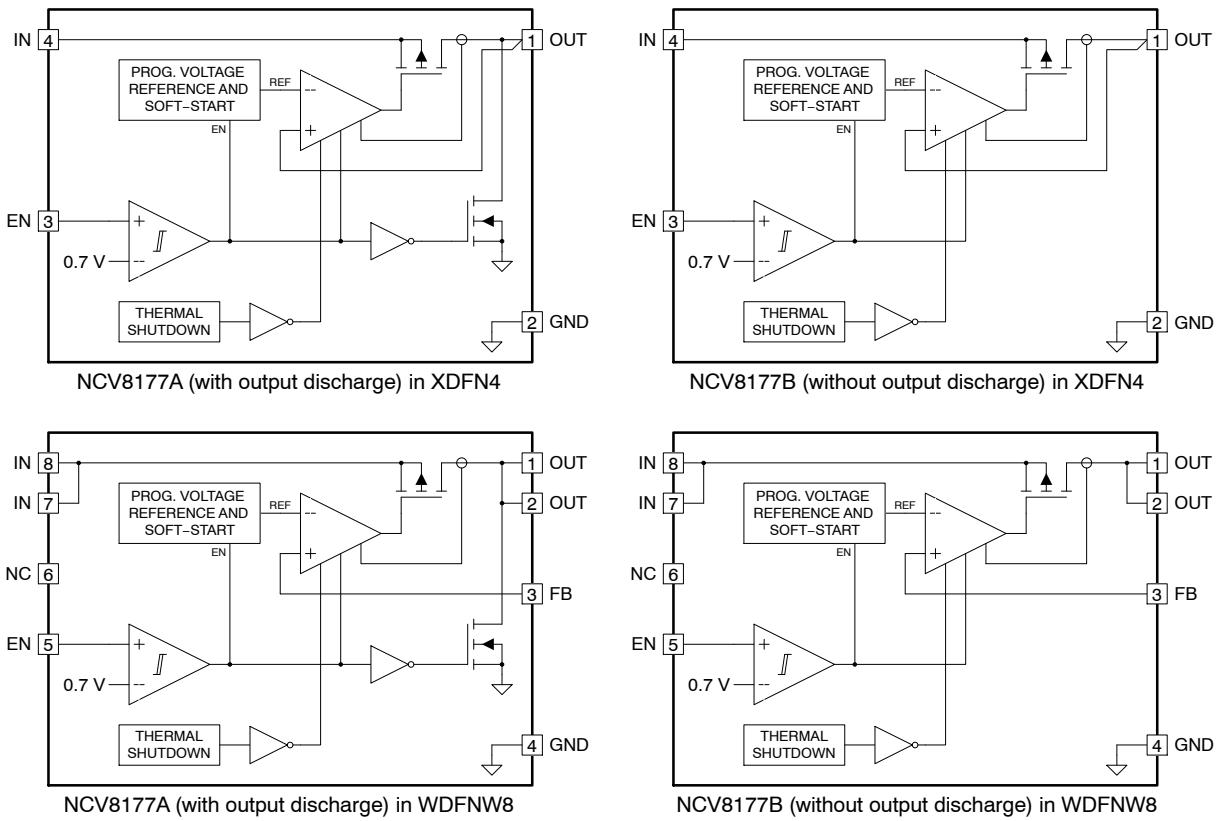 IN 4
1 OUT
PROG. VOLTAGE
REFERENCE AND
SOFT−START
REF
--
+
EN
EN 3
+
0.7 V
--
THERMAL
SHUTDOWN
2 GND
NCV8177A (with output discharge) in XDFN4
IN 4
1 OUT
PROG. VOLTAGE
REFERENCE AND
SOFT−START
REF
--
+
EN
EN 3
+
0.7 V
--
THERMAL
SHUTDOWN
2 GND
NCV8177B (without output discharge) in XDFN4
IN 8
1 OUT
IN 7
2 OUT
PROG. VOLTAGE
REFERENCE AND
SOFT−START
REF
--
+
EN
NC 6
3 FB
EN 5
+
0.7 V
--
THERMAL
SHUTDOWN
4 GND
NCV8177A (with output discharge) in WDFNW8
IN 8
1 OUT
IN 7
2 OUT
PROG. VOLTAGE
REFERENCE AND
SOFT−START
REF
--
+
EN
NC 6
3 FB
EN 5
+
0.7 V
--
THERMAL
SHUTDOWN
4 GND
NCV8177B (without output discharge) in WDFNW8